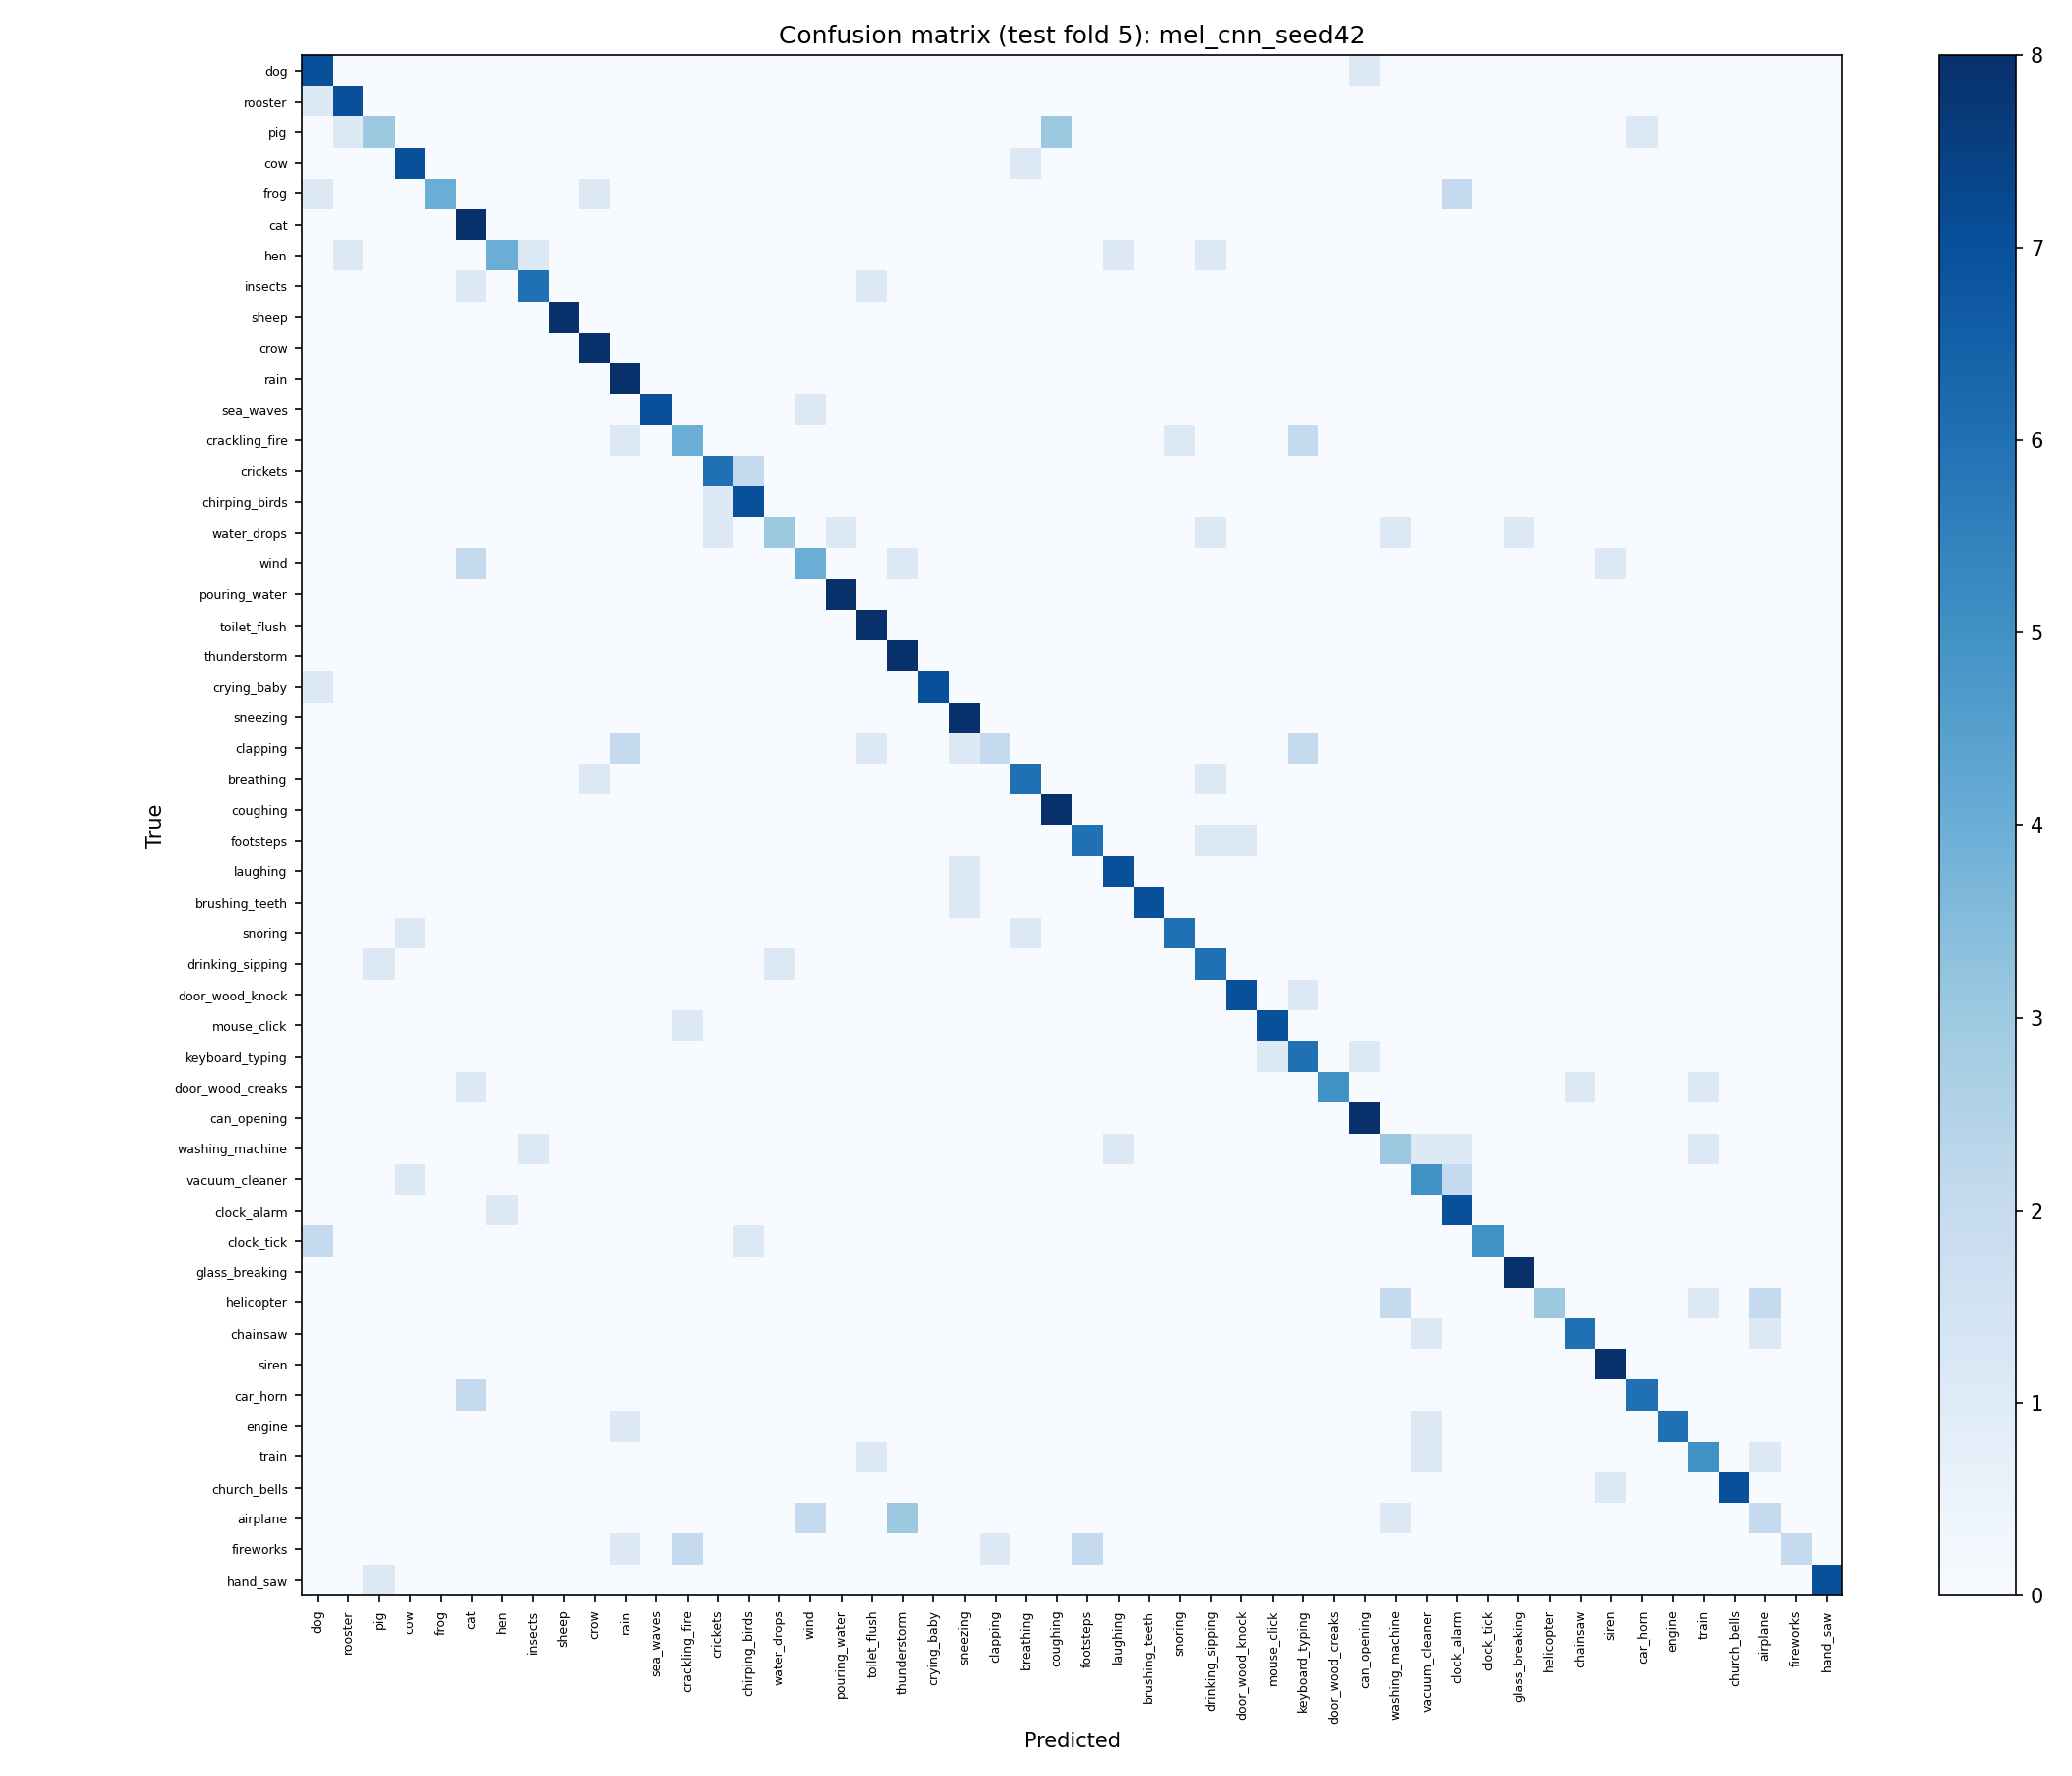 Confusion matrix (test fold 5): mel_cnn_seed42
dog
rooster
pig
cow
frog
cat
hen
insects
sheep
crow
rain
sea_waves
crackling_fire
crickets
chirping_birds
water_drops
wind
pouring_water
toilet_flush
thunderstorm
crying_baby
sneezing
clapping
breathing
coughing
footsteps
laughing
brushing_teeth
snoring
drinking_sipping
door_wood_knock
mouse_click
keyboard_typing
door_wood_creaks
can_opening
washing_machine
vacuum_cleaner
clock_alarm
clock_tick
glass_breaking
helicopter
chainsaw
siren
car_horn
engine
train
church_bells
airplane
fireworks
hand_saw
True
dog
rooster
pig
cow
frog
cat
hen
insects
sheep
crow
rain
sea_waves
crackling_fire
crickets
chirping_birds
water_drops
wind
pouring_water
toilet_flush
thunderstorm
crying_baby
sneezing
clapping
breathing
coughing
footsteps
laughing
brushing_teeth
snoring
drinking_sipping
door_wood_knock
mouse_click
keyboard_typing
door_wood_creaks
can_opening
washing_machine
vacuum_cleaner
clock_alarm
clock_tick
glass_breaking
helicopter
chainsaw
siren
car_horn
engine
train
church_bells
airplane
fireworks
hand_saw
Predicted
8
7
6
5
4
3
2
1
0